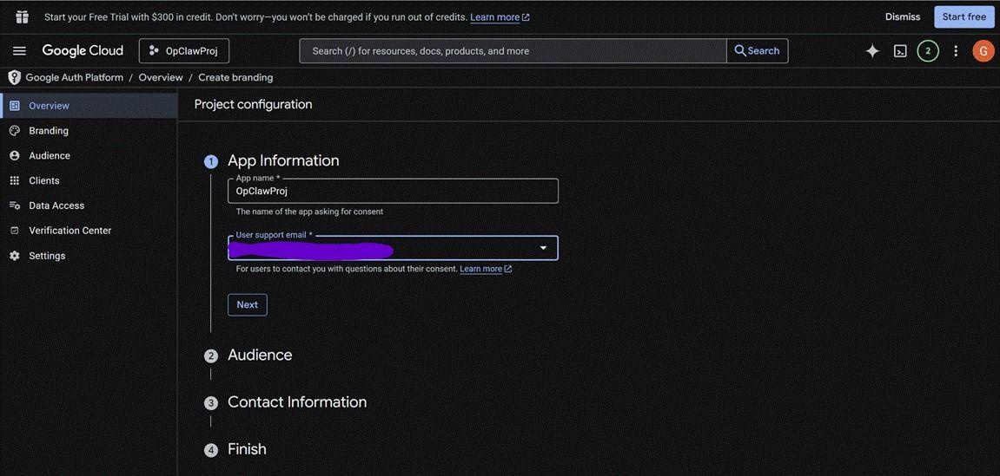 Start your Free Trial with $300 in credit. Don't worry—you won't be charged if you run out of credits. Learn more
Dismiss
Start free
Google Cloud
OpClawProj
Search (/) for resources, docs, products, and more
Search
2
G
Google Auth Platform / Overview / Create branding
Overview
Branding
Audience
Clients
Data Access
Verification Center
Settings
Project configuration
1 App Information
App name *
OpClawProj
The name of the app asking for consent
User support email *
For users to contact you with questions about their consent. Learn more
Next
2 Audience
3 Contact Information
4 Finish